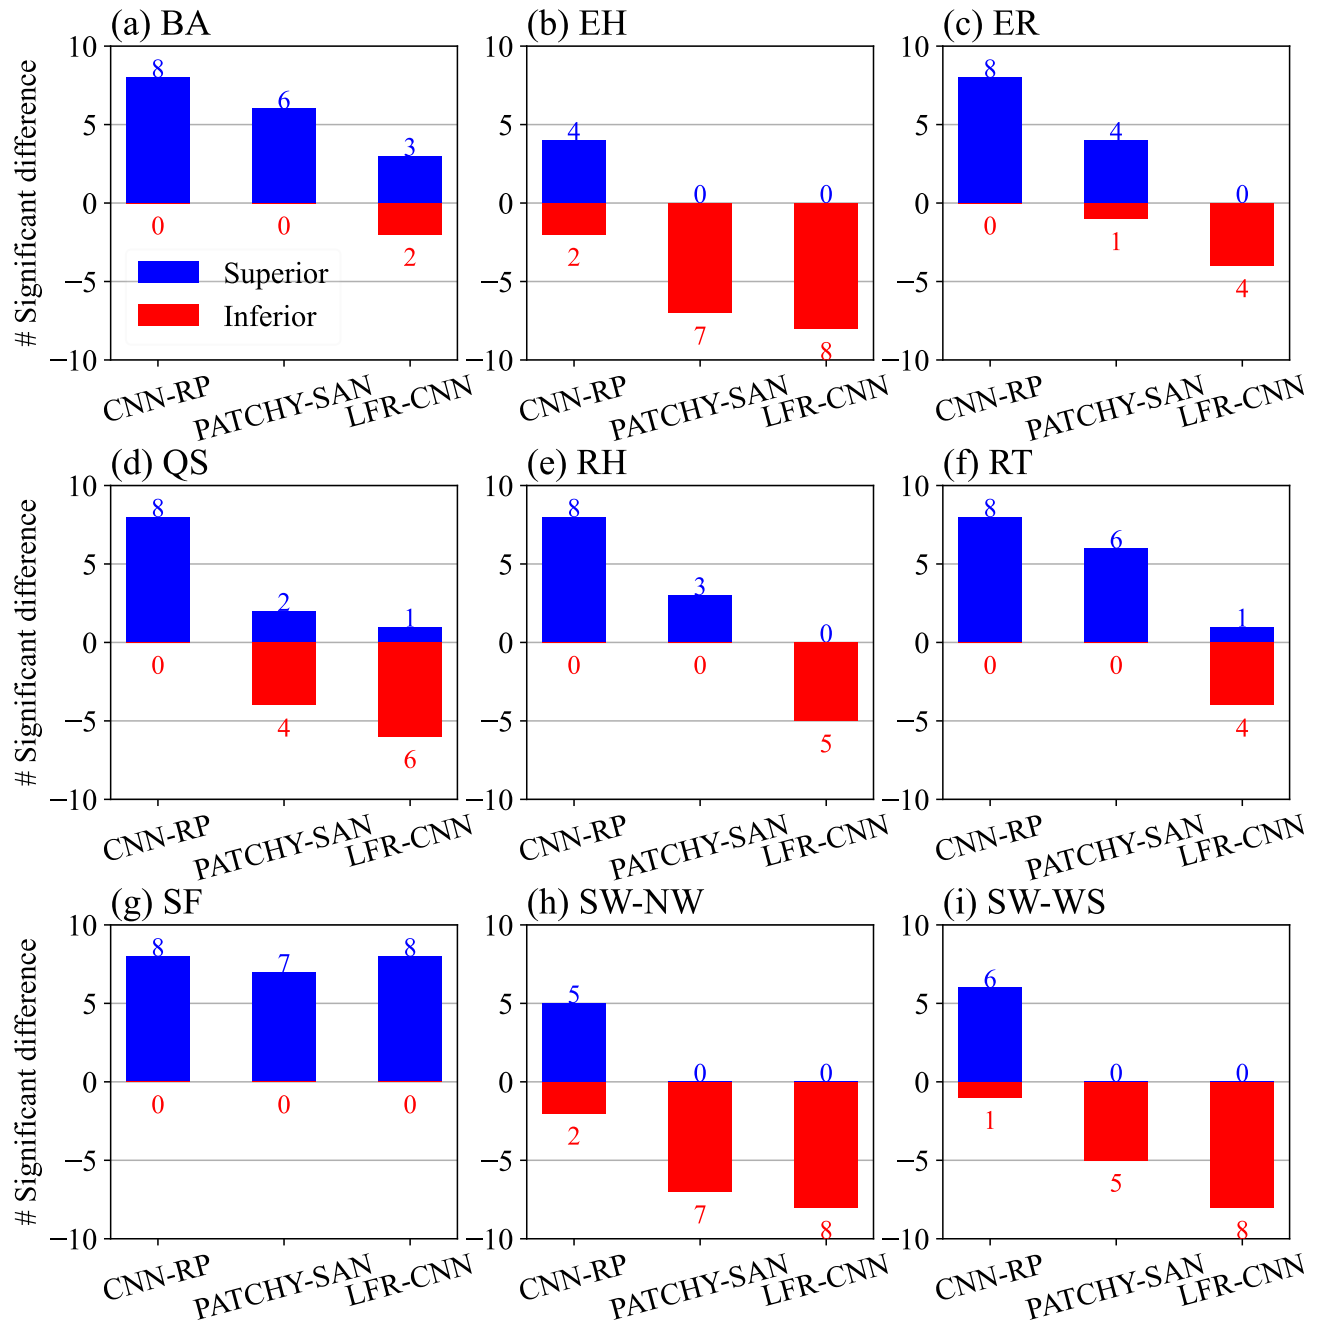 (a) BA
(b) EH
(c) ER
# Significant difference
10
5
0
−5
−10
8
0
6
0
3
2
Superior
Inferior
CNN-RP
PATCHY-SAN
LFR-CNN
10
5
0
−5
−10
4
2
0
7
0
8
CNN-RP
PATCHY-SAN
LFR-CNN
10
5
0
−5
−10
8
0
4
1
0
4
CNN-RP
PATCHY-SAN
LFR-CNN
(d) QS
(e) RH
(f) RT
# Significant difference
10
5
0
−5
−10
8
0
2
4
1
6
CNN-RP
PATCHY-SAN
LFR-CNN
10
5
0
−5
−10
8
0
3
0
0
5
CNN-RP
PATCHY-SAN
LFR-CNN
10
5
0
−5
−10
8
0
6
0
1
4
CNN-RP
PATCHY-SAN
LFR-CNN
(g) SF
(h) SW-NW
(i) SW-WS
# Significant difference
10
5
0
−5
−10
8
0
7
0
8
0
CNN-RP
PATCHY-SAN
LFR-CNN
10
5
0
−5
−10
5
2
0
7
0
8
CNN-RP
PATCHY-SAN
LFR-CNN
10
5
0
−5
−10
6
1
0
5
0
8
CNN-RP
PATCHY-SAN
LFR-CNN